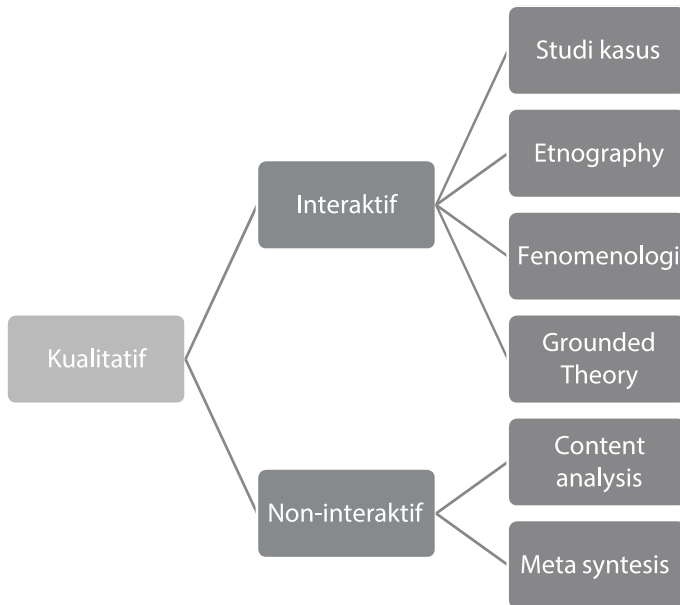 Kualitatif
Interaktif
Studi kasus
Etnography
Fenomenologi
Grounded
Theory
Non-interaktif
Content
analysis
Meta syntesis